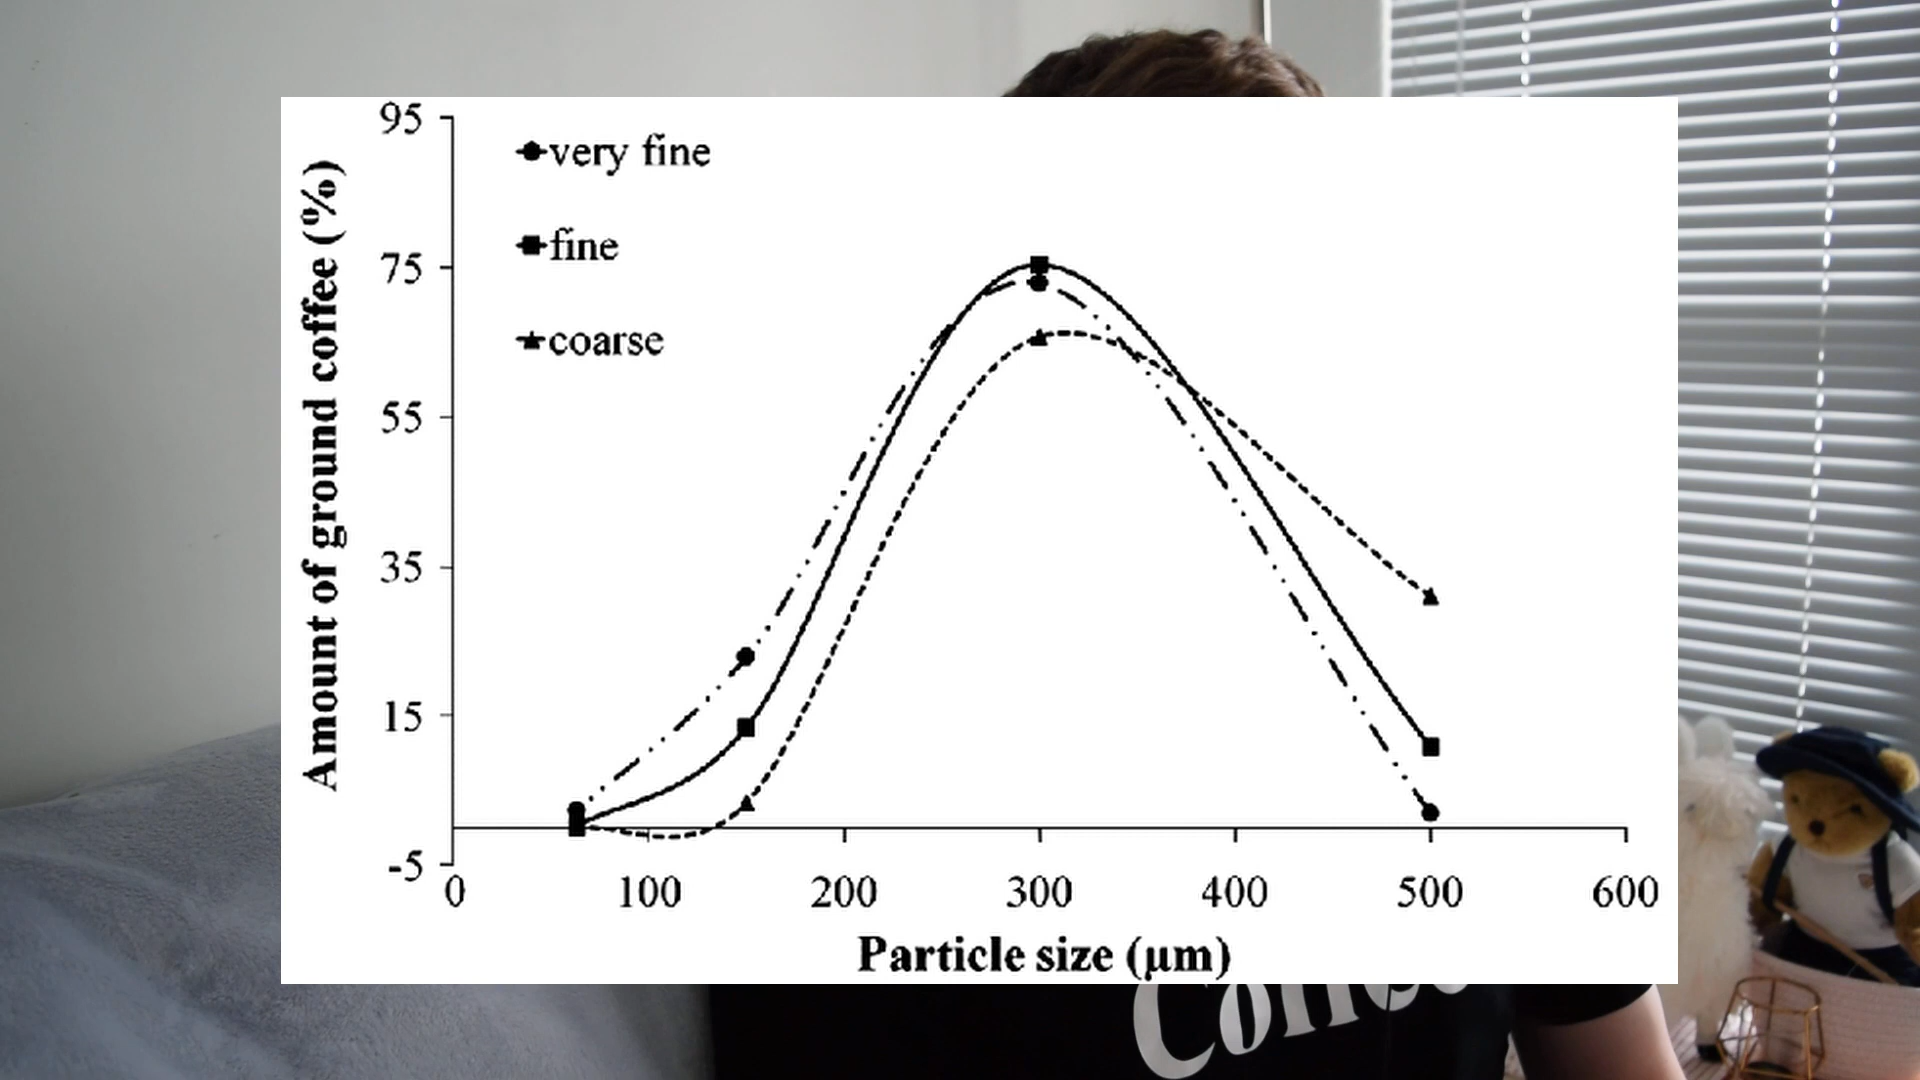 95
very fine
fine
75
coarse
55
35
15
-5
0 100 200 300 400 500 600
Amount of ground coffee (%)
Particle size (µm)